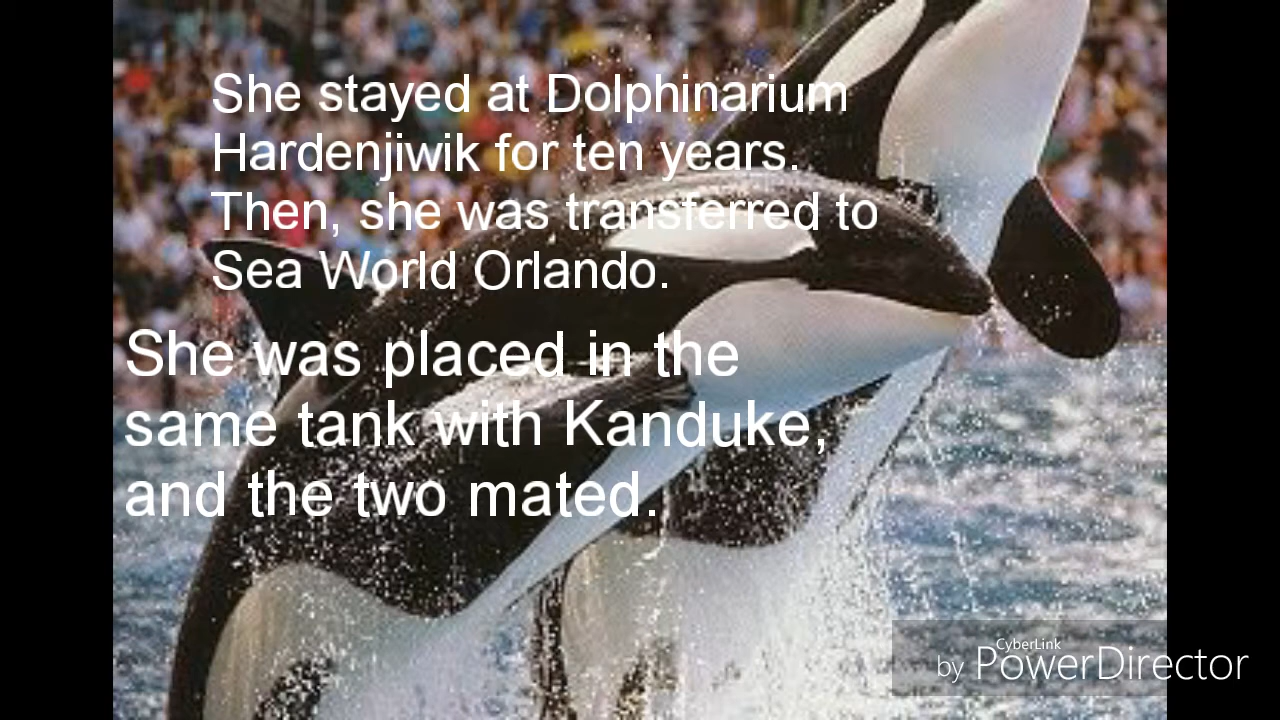 She stayed at Dolphinarium
Hardenjiwik for ten years.
Then, she was transferred to
Sea World Orlando.
She was placed in the
same tank with Kanduke,
and the two mated.
CyberLink
by PowerDirector